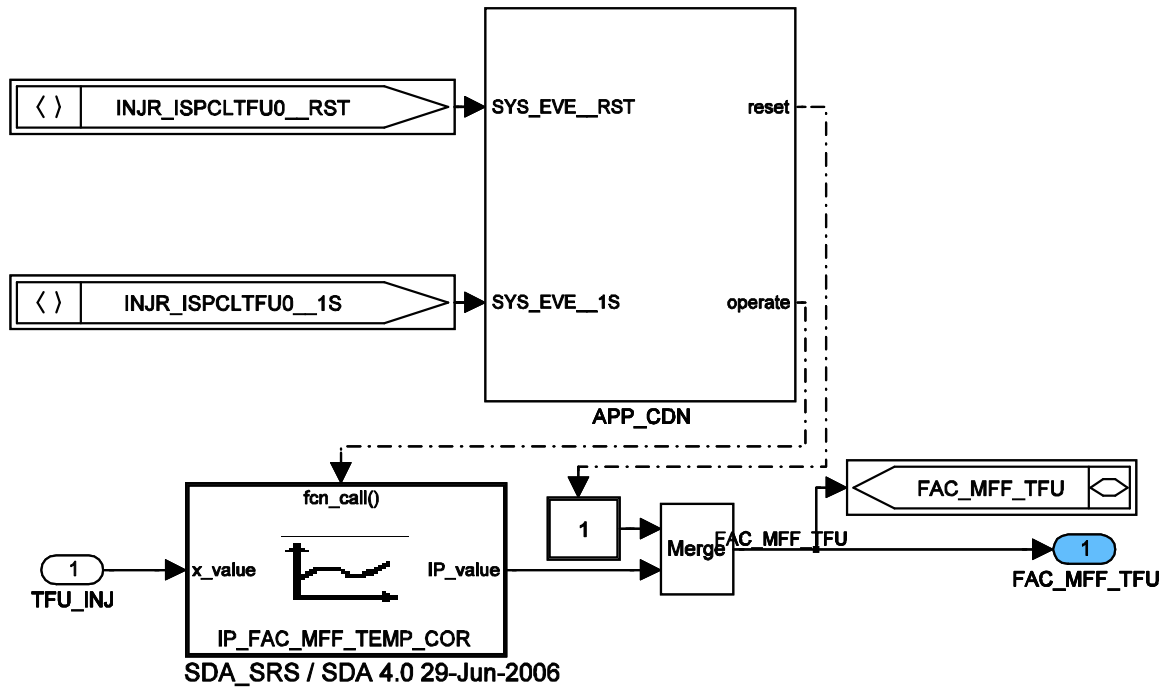 INJR_ISPCLTFU0__RST
SYS_EVE__RST
reset
INJR_ISPCLTFU0__1S
SYS_EVE__1S
operate
APP_CDN
fcn_call()
FAC_MFF_TFU
1
Merge
FAC_MFF_TFU
1
FAC_MFF_TFU
1
TFU_INJ
x_value
IP_value
IP_FAC_MFF_TEMP_COR
SDA_SRS / SDA 4.0 29-Jun-2006